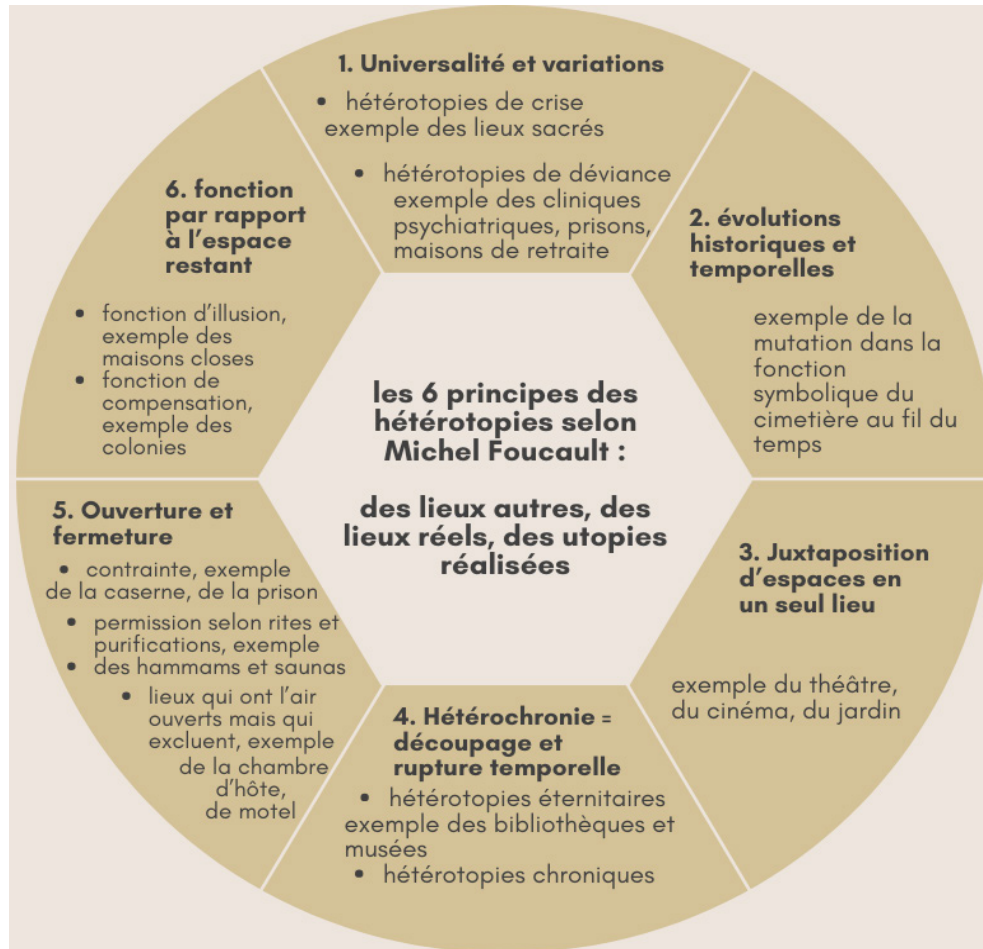 1. Universalité et variations
• hétérotopies de crise
exemple des lieux sacrés
• hétérotopies de déviance
exemple des cliniques
psychiatriques, prisons,
maisons de retraite
2. évolutions
historiques et
temporelles
exemple de la
mutation dans la
fonction
symbolique du
cimetière au fil du
temps
3. Juxtaposition
d'espaces en
un seul lieu
exemple du théâtre,
du cinéma, du jardin
4. Hétérochronie =
découpage et
rupture temporelle
• hétérotopies éternitaires
exemple des bibliothèques et
musées
• hétérotopies chroniques
5. Ouverture et
fermeture
• contrainte, exemple
de la caserne, de la prison
• permission selon rites et
purifications, exemple
• des hammams et saunas
• lieux qui ont l'air
ouverts mais qui
excluent, exemple
de la chambre
d'hôte,
de motel
6. fonction
par rapport
à l'espace
restant
• fonction d'illusion,
exemple des
maisons closes
• fonction de
compensation,
exemple des
colonies
les 6 principes des
hétérotopies selon
Michel Foucault :
des lieux autres, des
lieux réels, des utopies
réalisées